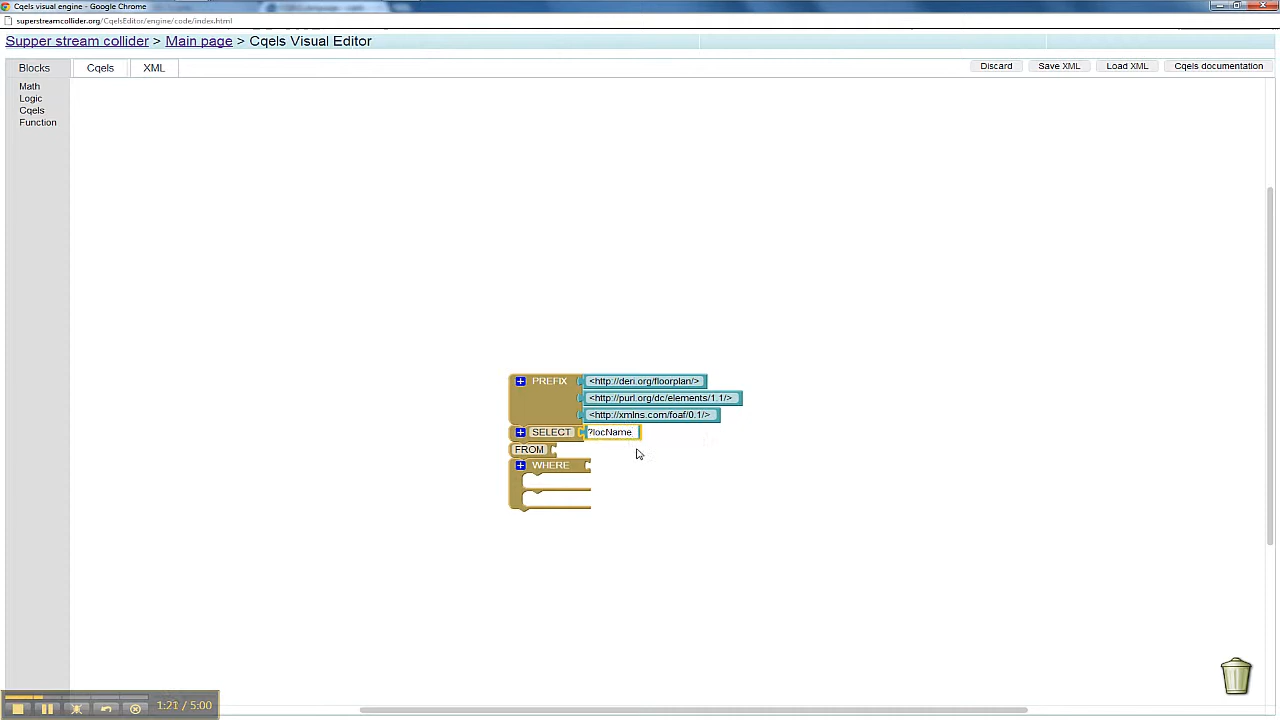 Cqels visual engine - Google Chrome
superstreamcollider.org/CqelsEditor/engine/code/index.html
Supper stream collider > Main page > Cqels Visual Editor
Blocks Cqels XML Discard Save XML Load XML Cqels documentation
Math
Logic
Cqels
Function
PREFIX <http://deri.org/floorplan/>
<http://purl.org/dc/elements/1.1/>
<http://xmlns.com/foaf/0.1/>
SELECT ?locName
FROM
WHERE
1:21 / 5:00